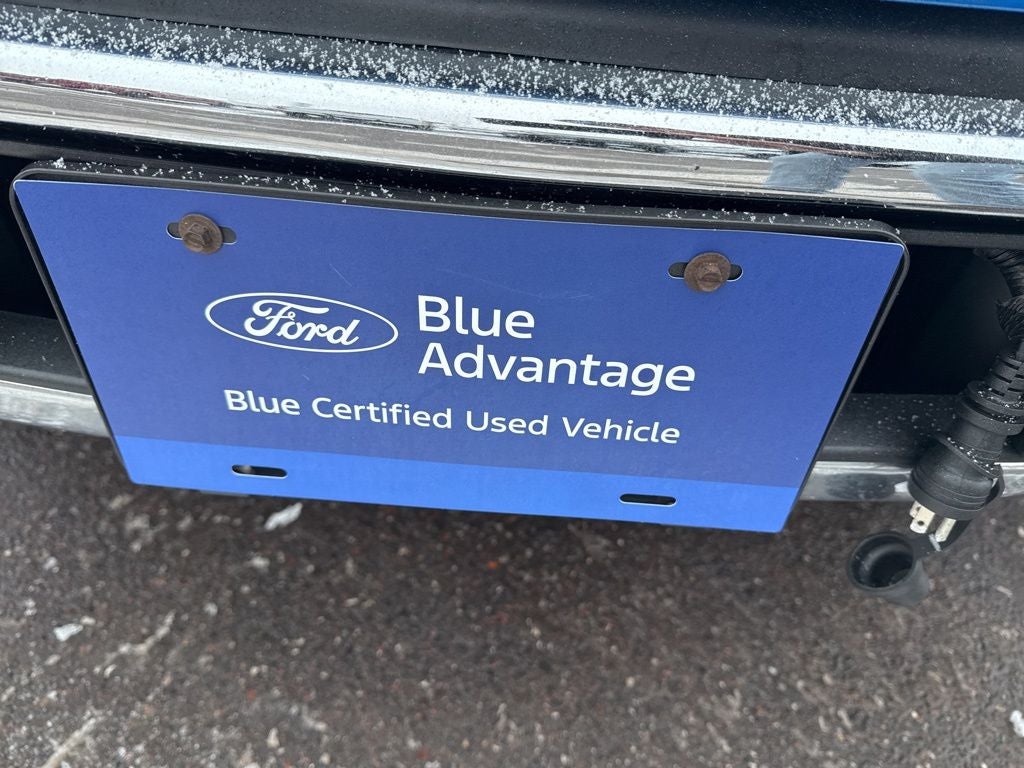 Ford
Blue
Advantage
Blue Certified Used Vehicle